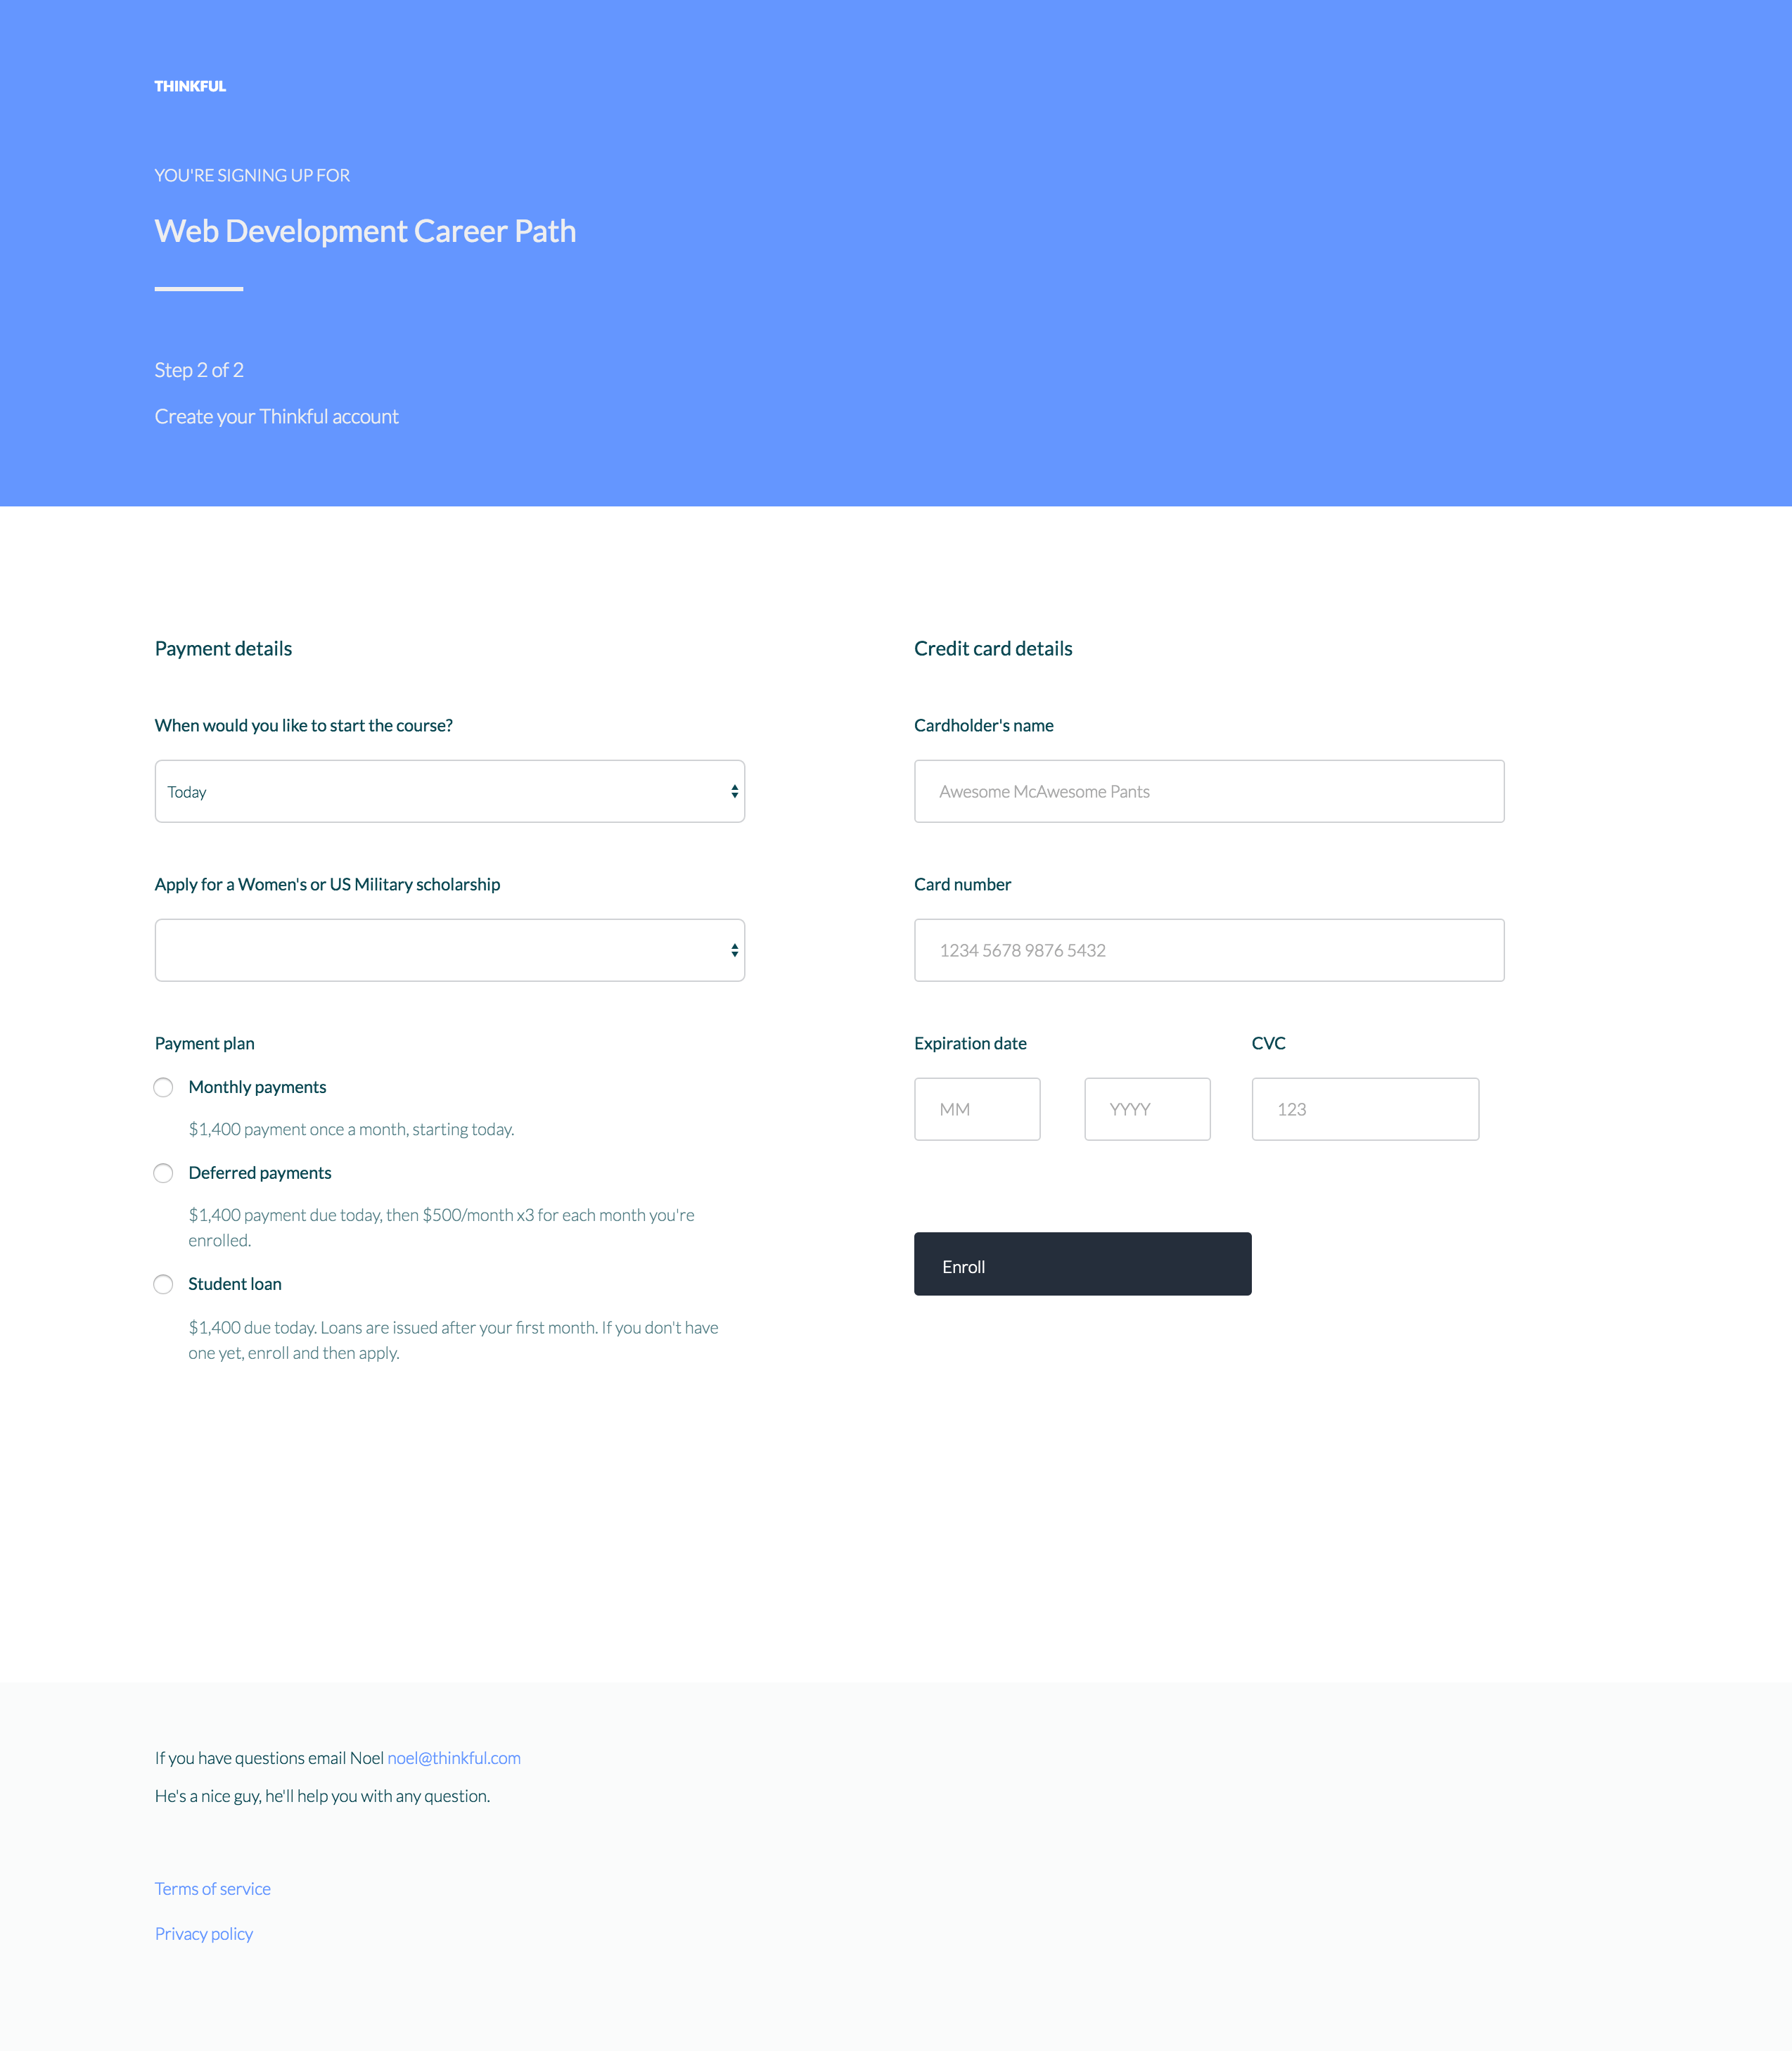 THINKFUL
YOU'RE SIGNING UP FOR
Web Development Career Path
Step 2 of 2
Create your Thinkful account
Payment details
When would you like to start the course?
Today
Apply for a Women's or US Military scholarship
Payment plan
Monthly payments
$1,400 payment once a month, starting today.
Deferred payments
$1,400 payment due today, then $500/month x3 for each month you're
enrolled.
Student loan
$1,400 due today. Loans are issued after your first month. If you don't have
one yet, enroll and then apply.
Credit card details
Cardholder's name
Awesome McAwesome Pants
Card number
1234 5678 9876 5432
Expiration date
MM YYYY
CVC
123
Enroll
If you have questions email Noel noel@thinkful.com
He's a nice guy, he'll help you with any question.
Terms of service
Privacy policy